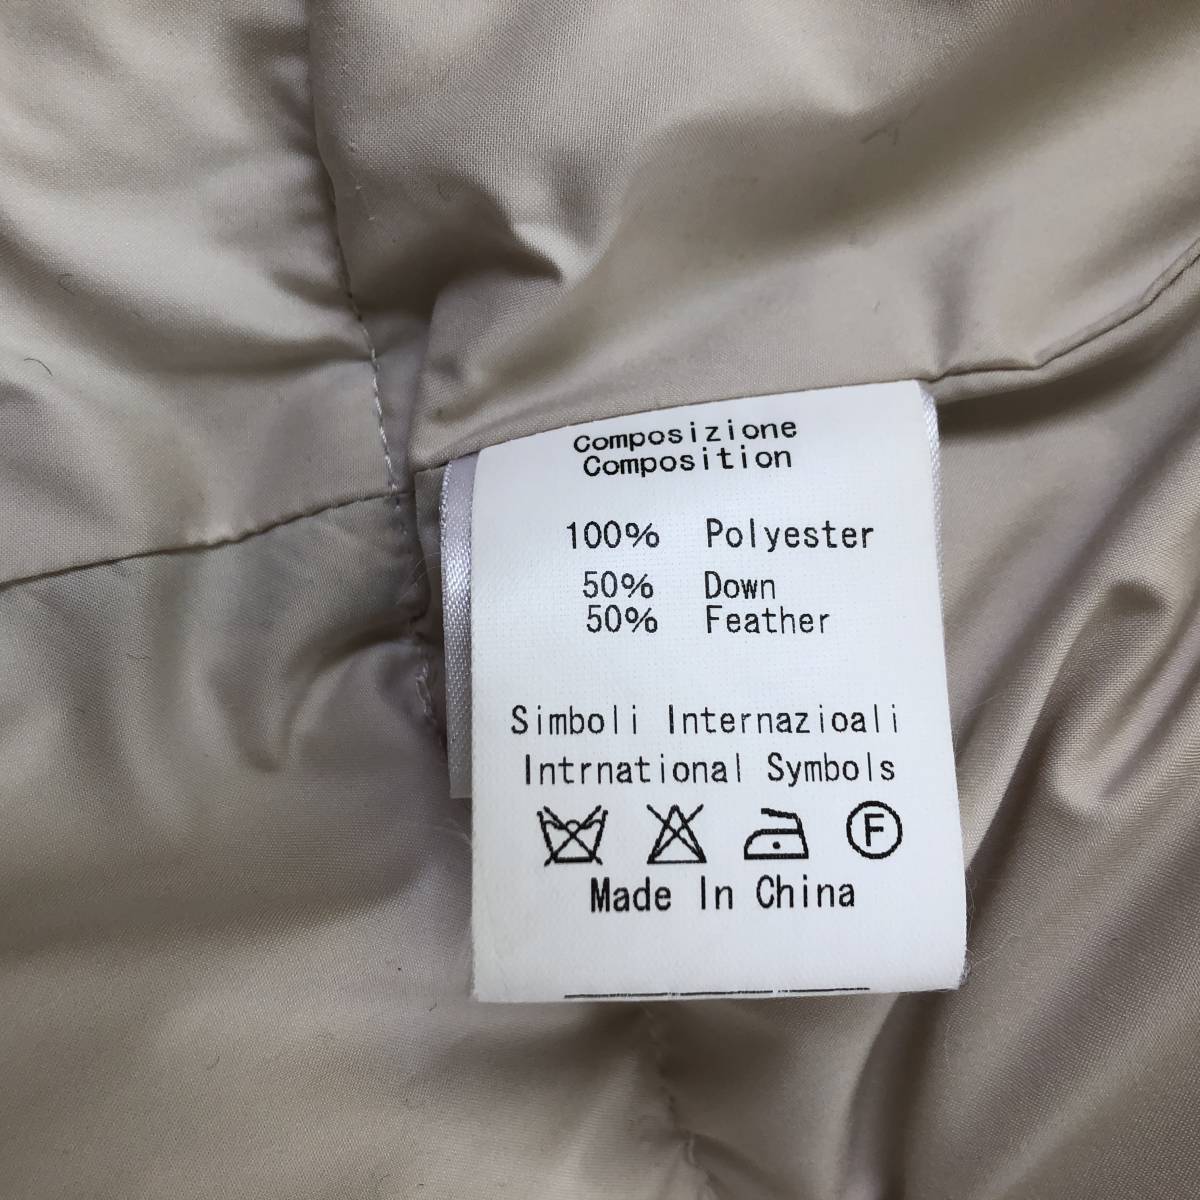 Composizione
Composition
100% Polyester
50% Down
50% Feather
Simboli Internazioali
Intrnational Symbols
F
Made In China